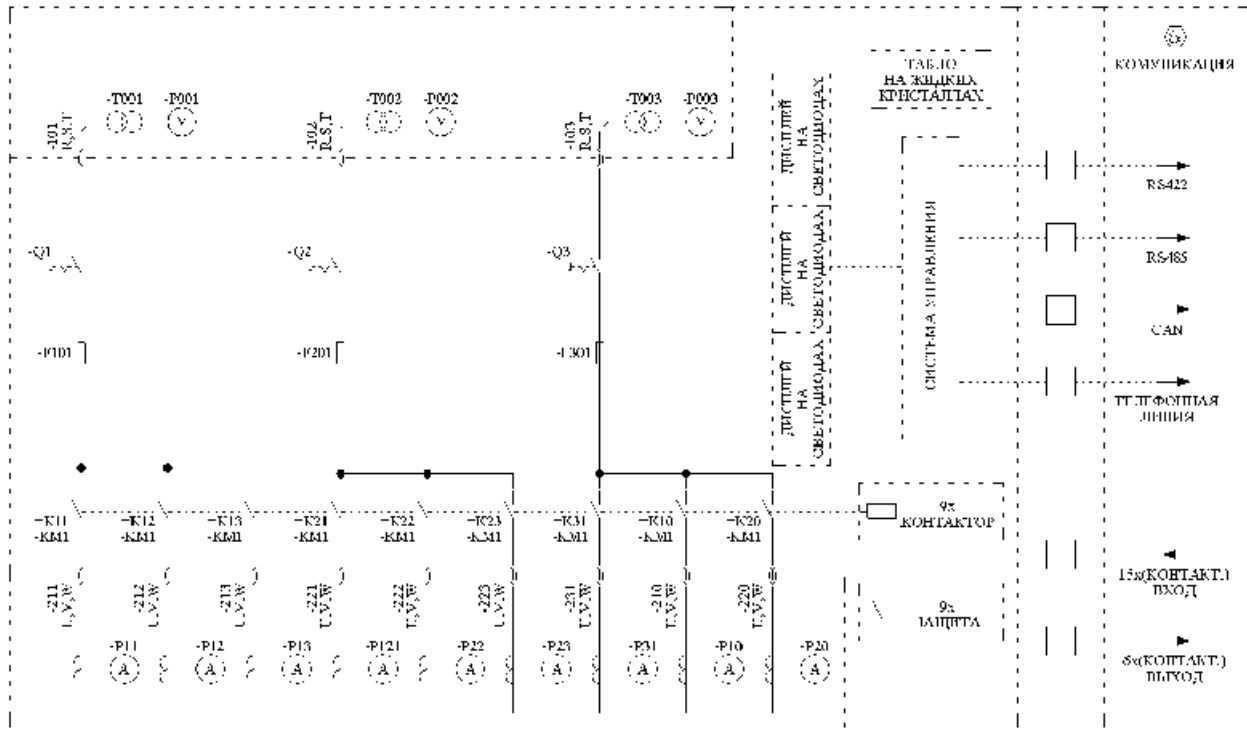 КОМУНИКАЦИЯ
ТАБЛО
НА ЖИДКИХ
КРИСТАЛЛАХ
-T001
-P001
-T002
-P002
-T003
-P003
V
V
V
-101
R,S,T
-102
R,S,T
-103
R,S,T
ДИСПЛЕЙ
НА
СВЕТОДИОДАХ
ДИСПЛЕЙ
НА
СВЕТОДИОДАХ
ДИСПЛЕЙ
НА
СВЕТОДИОДАХ
СИСТЕМА УПРАВЛЕНИЯ
RS422
RS485
CAN
ТЕЛЕФОННАЯ
ЛИНИЯ
-Q1
-Q2
-Q3
-F101
-F201
-F301
=K11
-KM1
=K12
-KM1
=K13
-KM1
=K21
-KM1
=K22
-KM1
=K23
-KM1
=K31
-KM1
=K10
-KM1
=K20
-KM1
9x
КОНТАКТОР
-211
U,V,W
-212
U,V,W
-213
U,V,W
-221
U,V,W
-222
U,V,W
-223
U,V,W
-231
U,V,W
-210
U,V,W
-220
U,V,W
9x
ЗАЩИТА
15x(КОНТАКТ.)
ВХОД
-P11
-P12
-P13
-P121
-P22
-P23
-P31
-P10
-P20
A
A
A
A
A
A
A
A
A
6x(КОНТАКТ.)
ВЫХОД